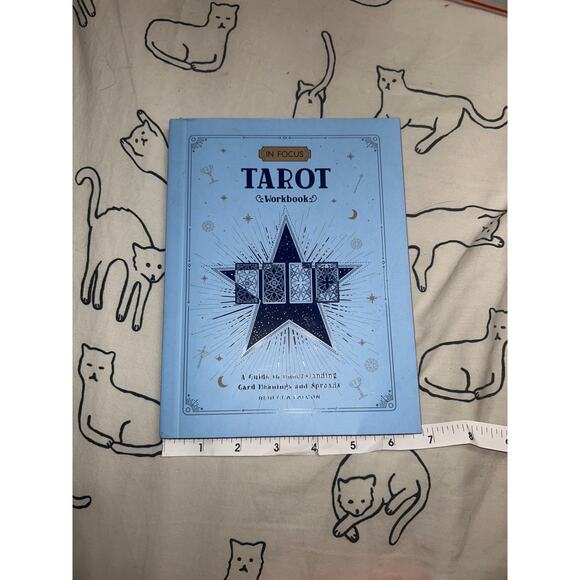 IN FOCUS
TAROT
Workbook
A Guide to Understanding
Card Meanings and Spreads
1 2 3 4 5 6 7 8 9